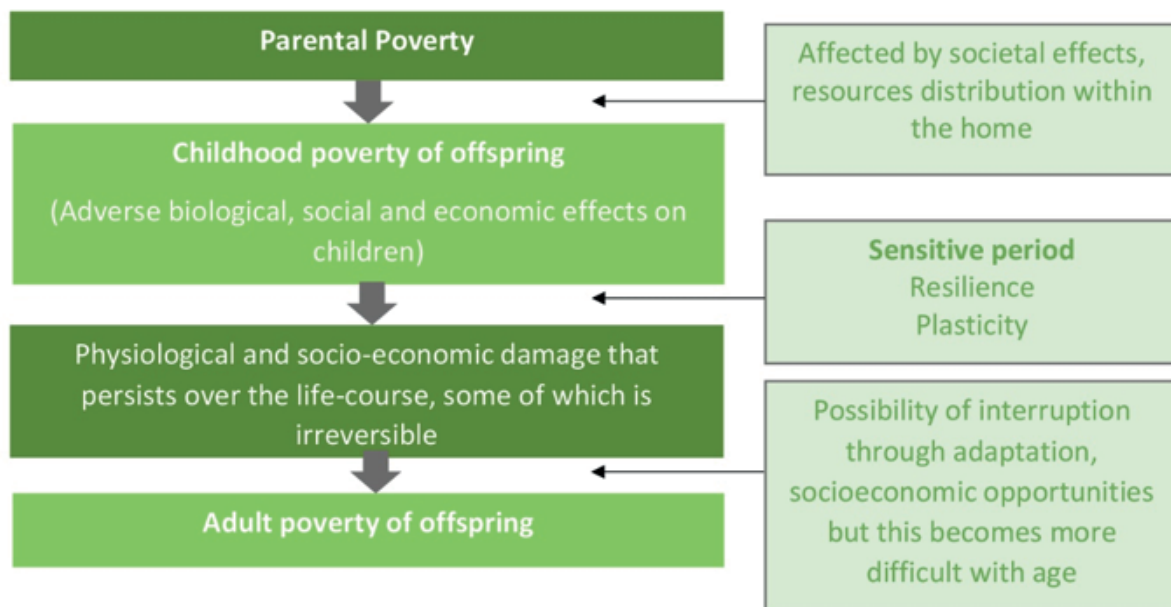 Parental Poverty
Affected by societal effects,
resources distribution within
the home
Childhood poverty of offspring
(Adverse biological, social and economic effects on
children)
Sensitive period
Resilience
Plasticity
Physiological and socio-economic damage that
persists over the life-course, some of which is
irreversible
Possibility of interruption
through adaptation,
socioeconomic opportunities
but this becomes more
difficult with age
Adult poverty of offspring